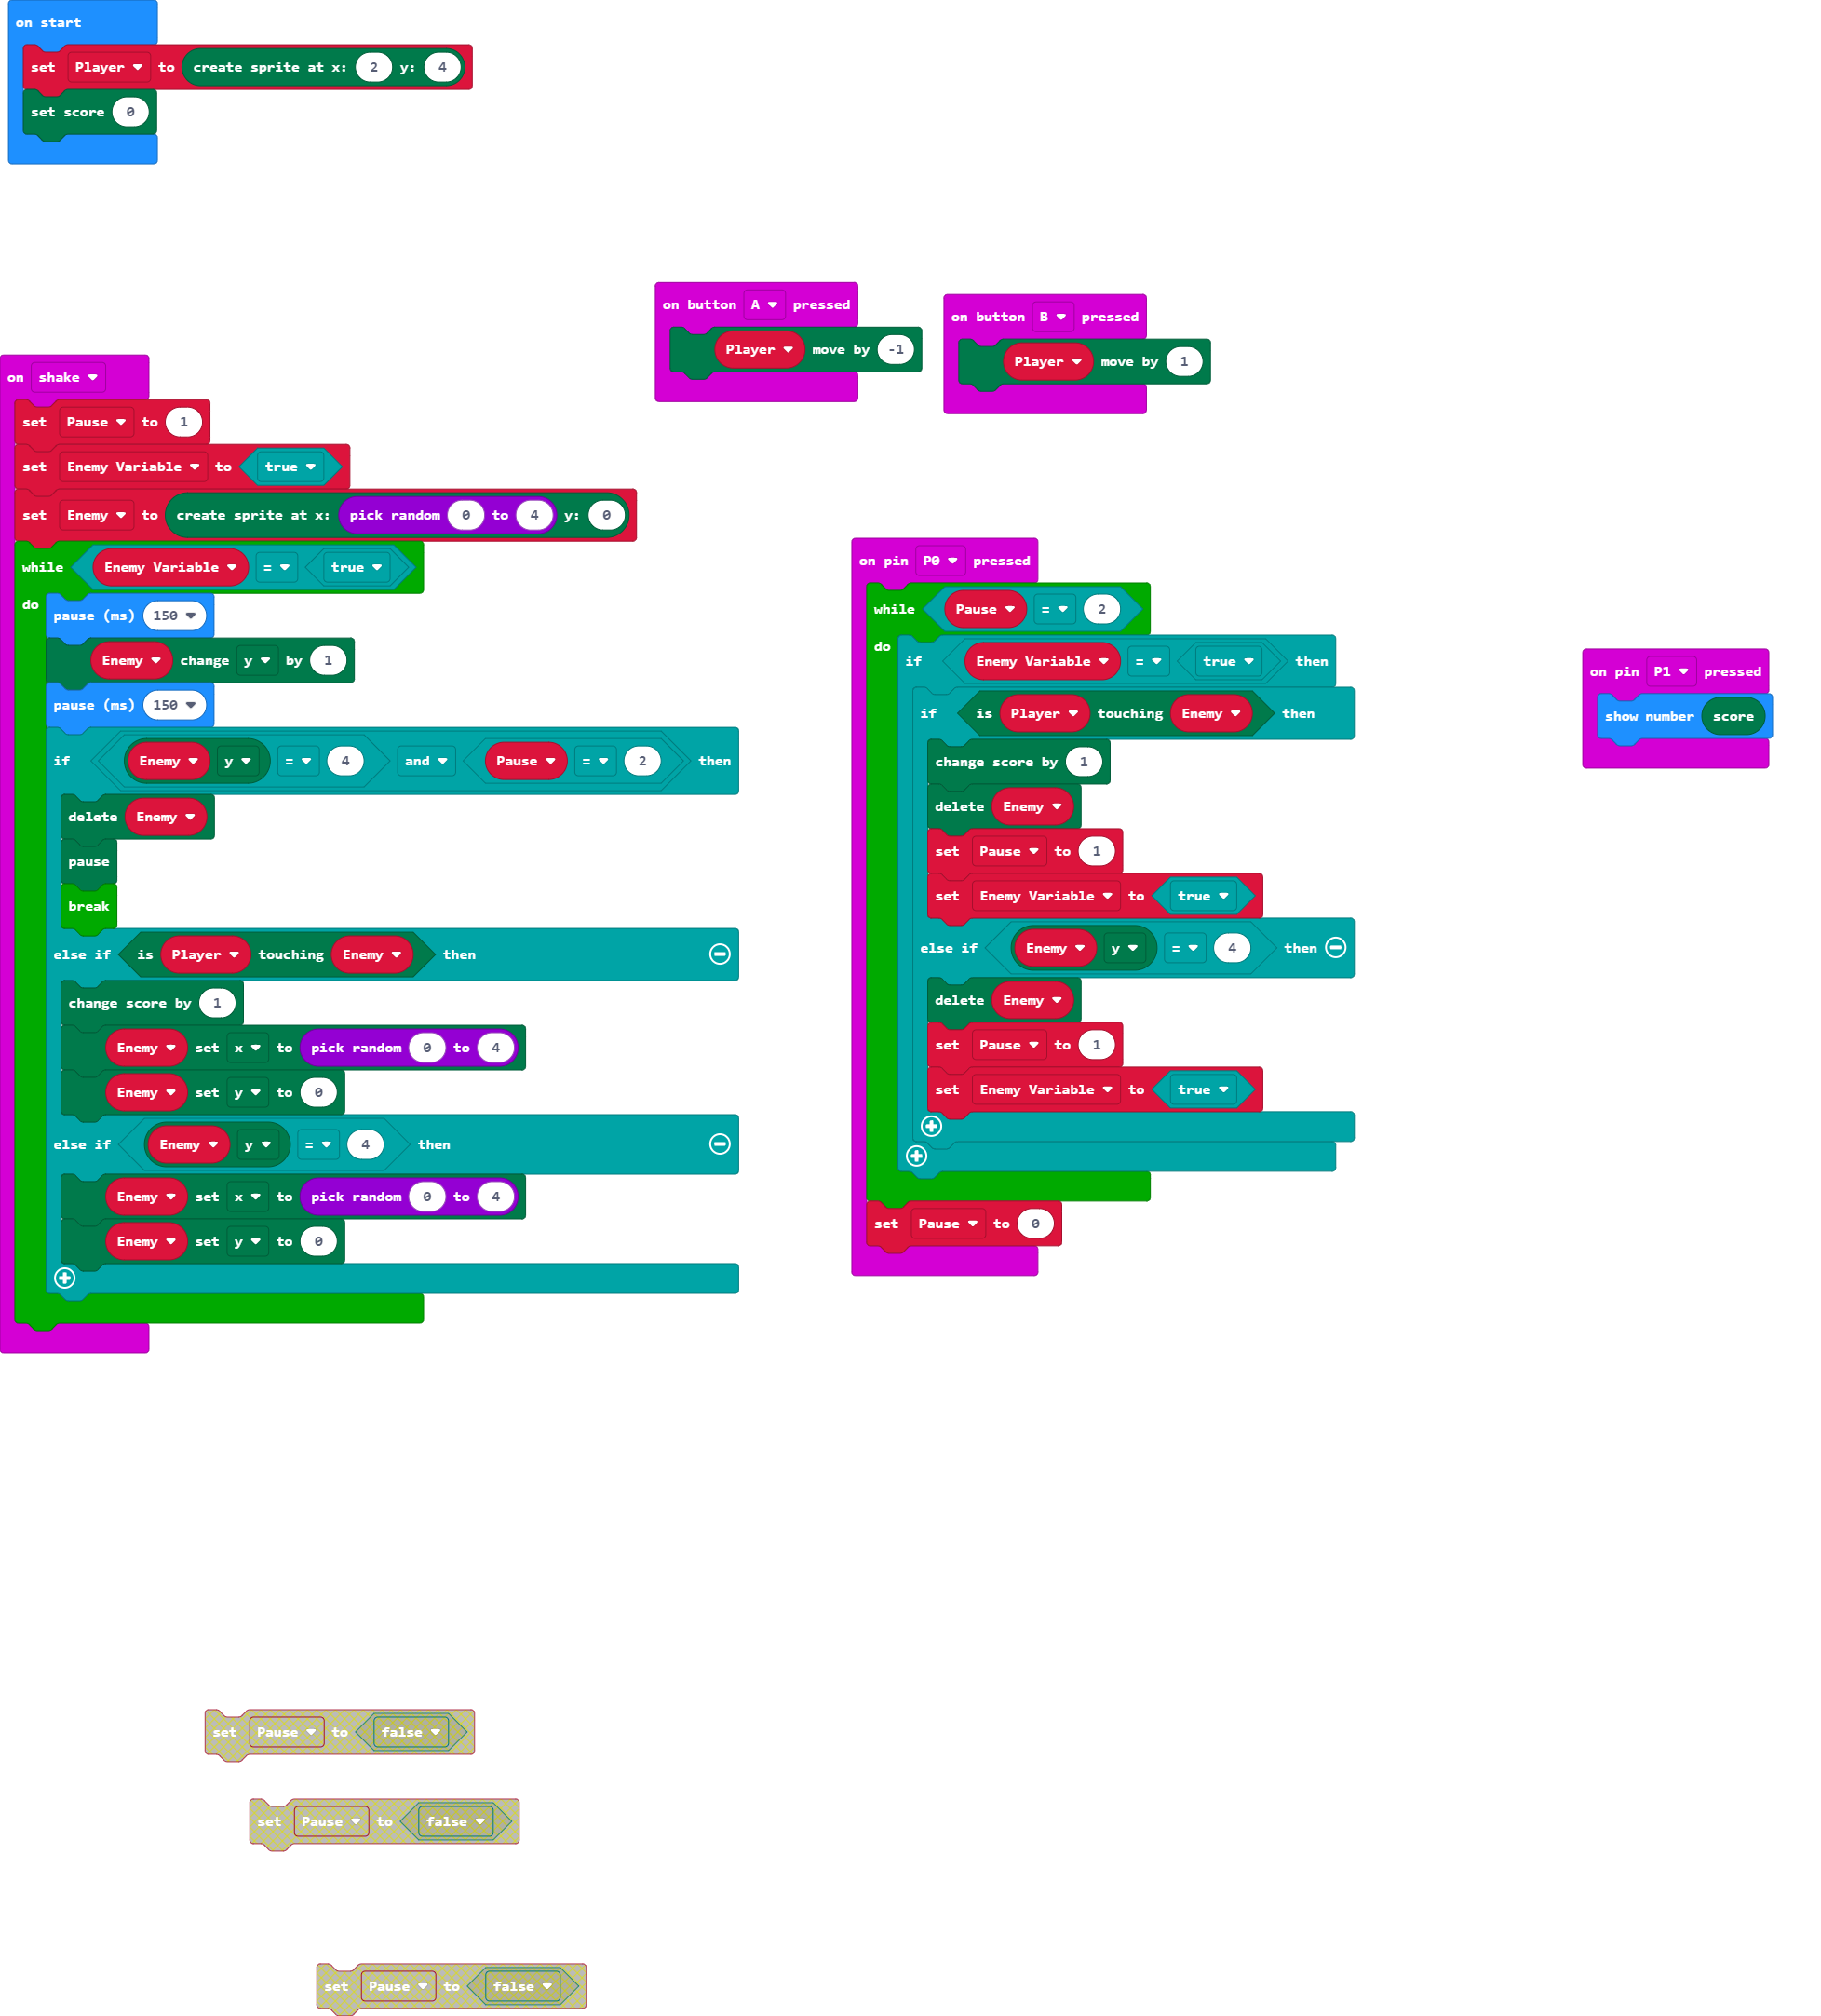 on start
set Player to create sprite at x: 2 y: 4
set score 0
on button A pressed
Player move by -1
on button B pressed
Player move by 1
on shake
set Pause to 1
set Enemy Variable to true
set Enemy to create sprite at x: pick random 0 to 4 y: 0
while Enemy Variable = true
do
pause (ms) 150
Enemy change y by 1
pause (ms) 150
if Enemy y = 4 and Pause = 2 then
delete Enemy
pause
break
else if is Player touching Enemy then
change score by 1
Enemy set x to pick random 0 to 4
Enemy set y to 0
else if Enemy y = 4 then
Enemy set x to pick random 0 to 4
Enemy set y to 0
on pin P0 pressed
while Pause = 2
do
if Enemy Variable = true then
if is Player touching Enemy then
change score by 1
delete Enemy
set Pause to 1
set Enemy Variable to true
else if Enemy y = 4 then
delete Enemy
set Pause to 1
set Enemy Variable to true
set Pause to 0
on pin P1 pressed
show number score
set Pause to false
set Pause to false
set Pause to false